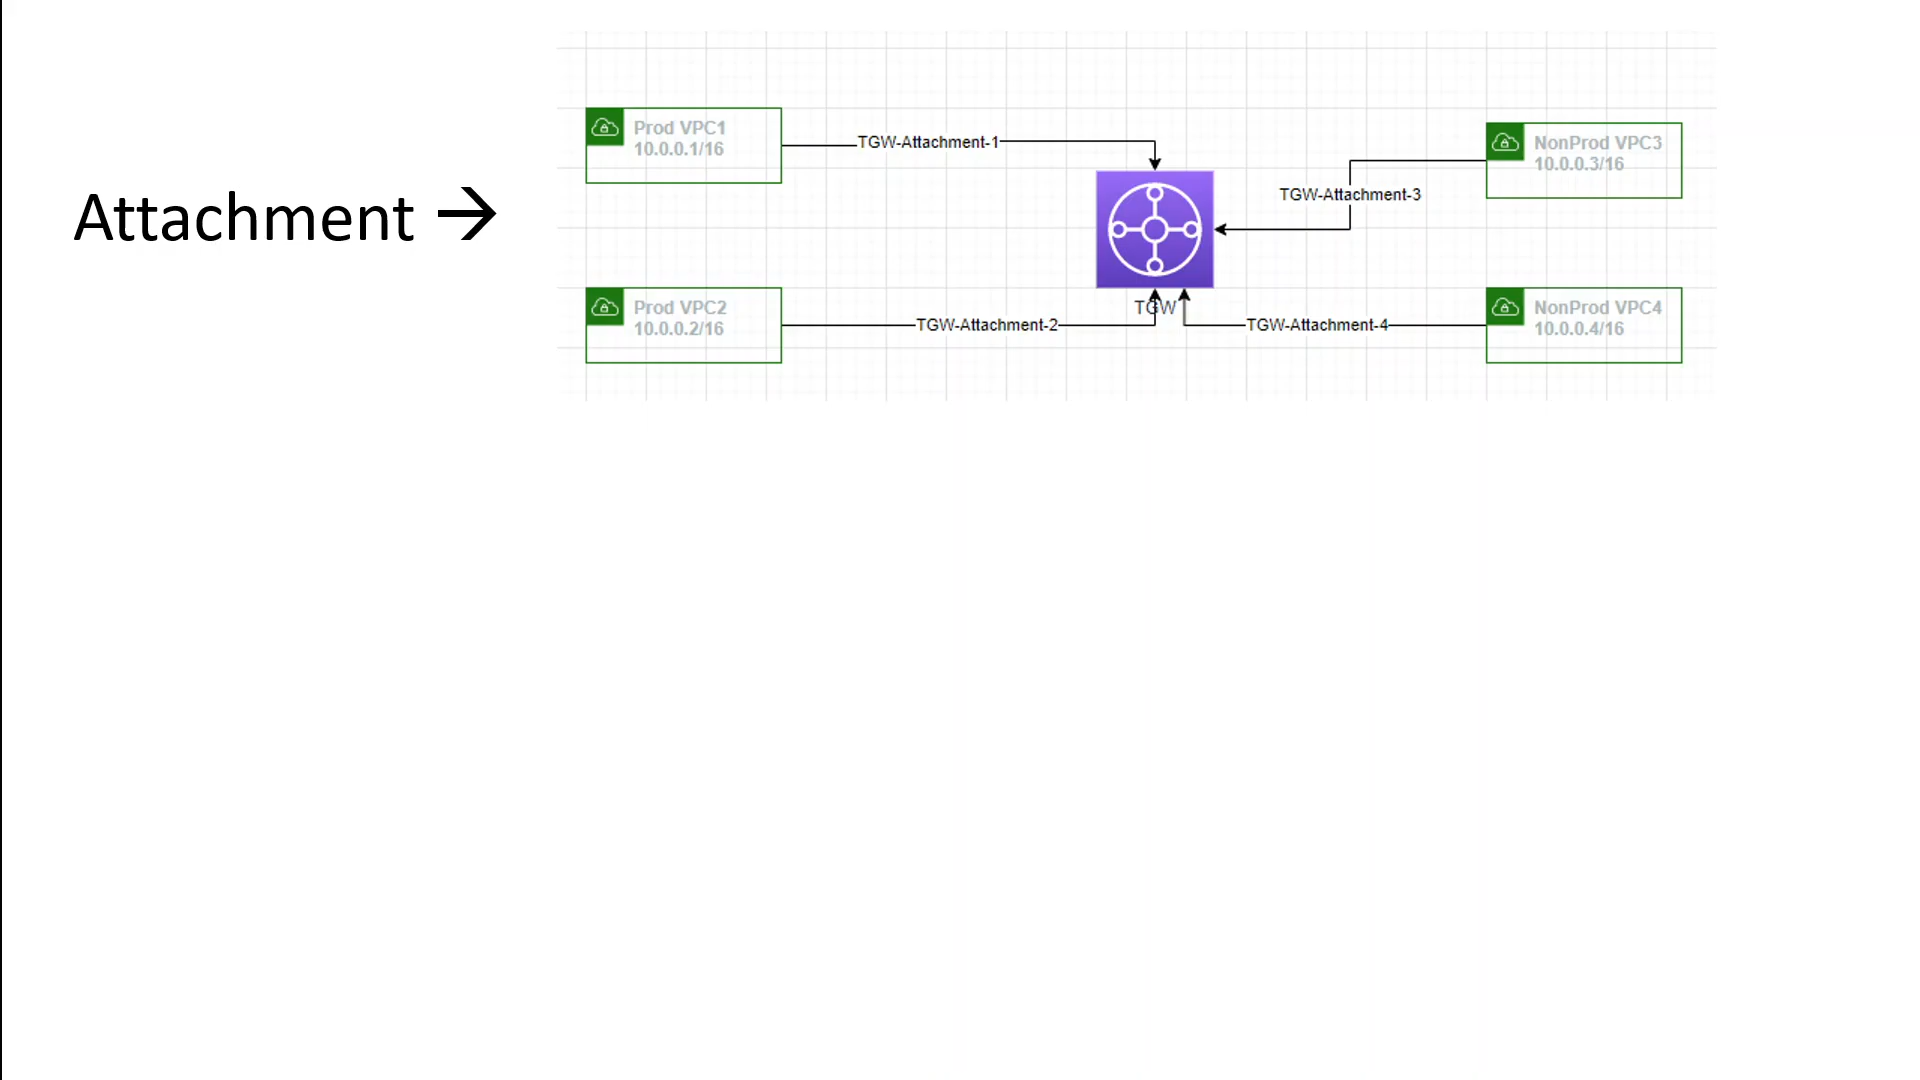 Attachment →
Prod VPC1
10.0.0.1/16
TGW-Attachment-1
NonProd VPC3
10.0.0.3/16
TGW-Attachment-3
TGW
Prod VPC2
10.0.0.2/16
TGW-Attachment-2
TGW-Attachment-4
NonProd VPC4
10.0.0.4/16